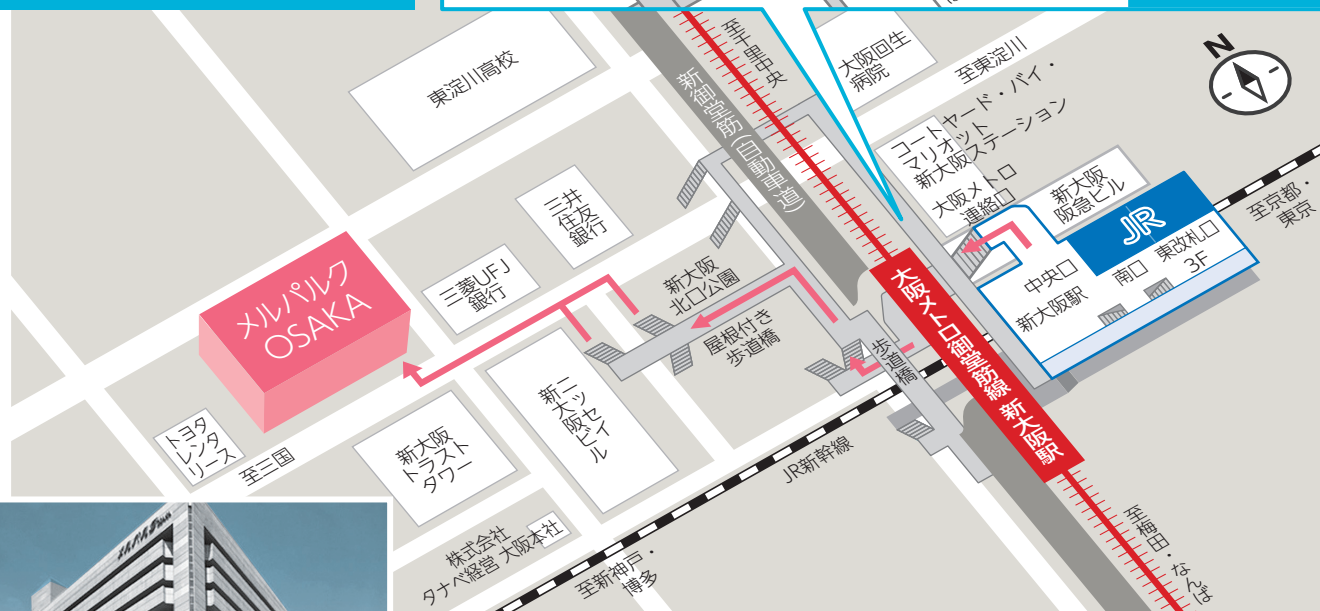 至千里中央
大阪回生
病院
至東淀川
N
東淀川高校
新御堂筋(自動車道)
コートヤード・バイ・
マリオット
新大阪ステーション
大阪メトロ
連絡口
新大阪
阪急ビル
JR
至京都・
東京
三井
住友
銀行
中央口
新大阪駅
南口
東改札口
3F
三菱UFJ
銀行
新大阪
北口公園
メルパルク
OSAKA
屋根付き
歩道橋
歩道橋
大阪メトロ御堂筋線 新大阪駅
ニッセイ
新大阪ビル
トヨタ
レンタ
リース
至三国
新大阪
トラスト
タワー
JR新幹線
株式会社
タナベ経営 大阪本社
至新神戸・
博多
至梅田・なんば
メルパルク